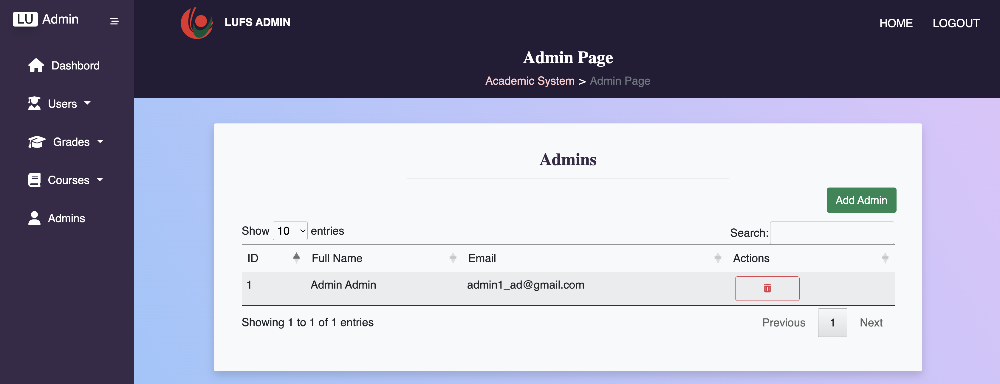 LU Admin
Dashbord
Users
Grades
Courses
Admins
LUFS ADMIN
HOME LOGOUT
Admin Page
Academic System > Admin Page
Admins
Add Admin
Show 10 entries
Search:
ID Full Name Email Actions
1 Admin Admin admin1_ad@gmail.com
Showing 1 to 1 of 1 entries
Previous 1 Next